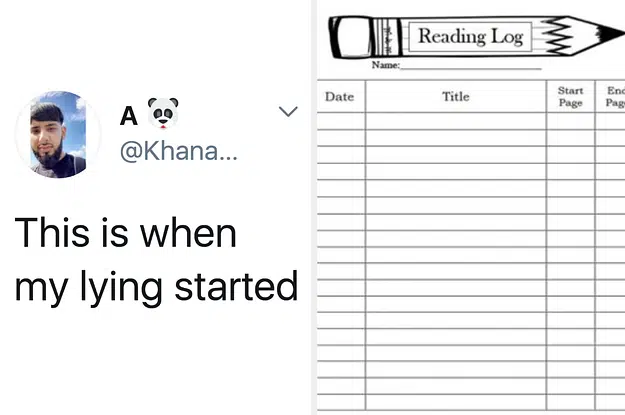 A 🐼
@Khana...
This is when
my lying started
Reading Log
Name:
Date Title Start Page End
Page